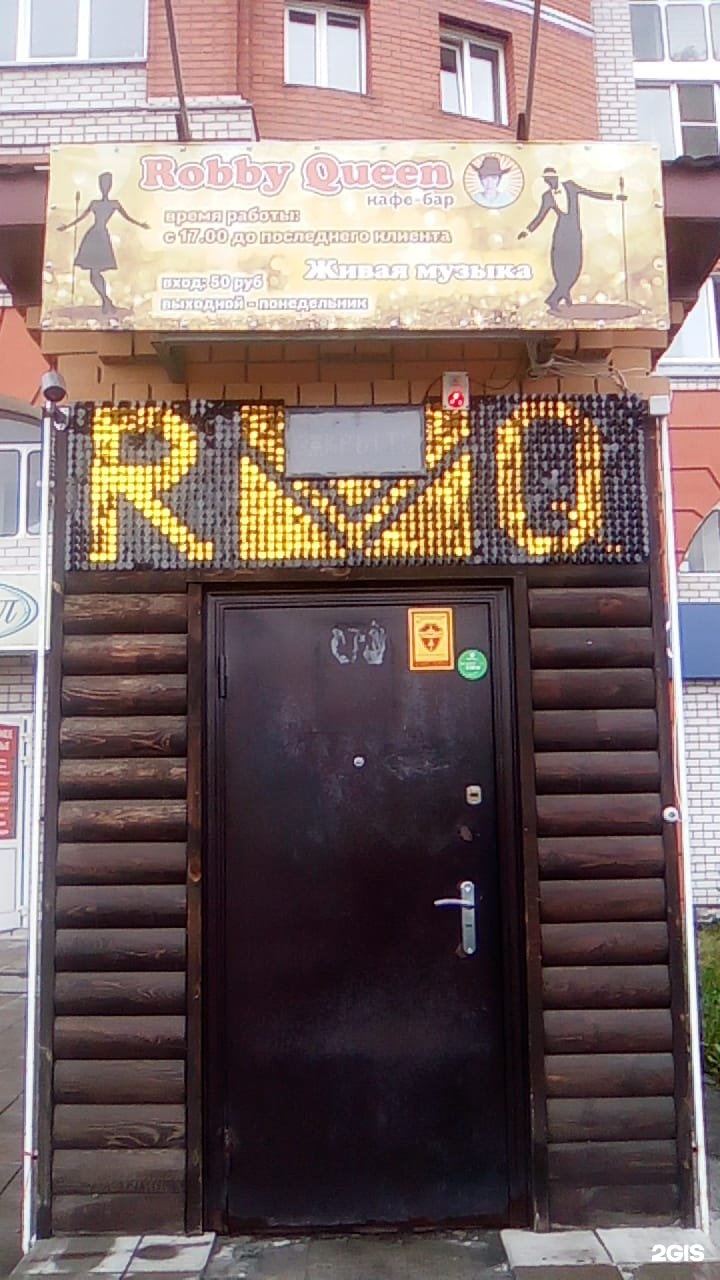 Robby Queen
кафе-бар
время работы:
с 17.00 до последнего клиента
Живая музыка
вход: 50 руб
выходной - понедельник
R Q
2GIS